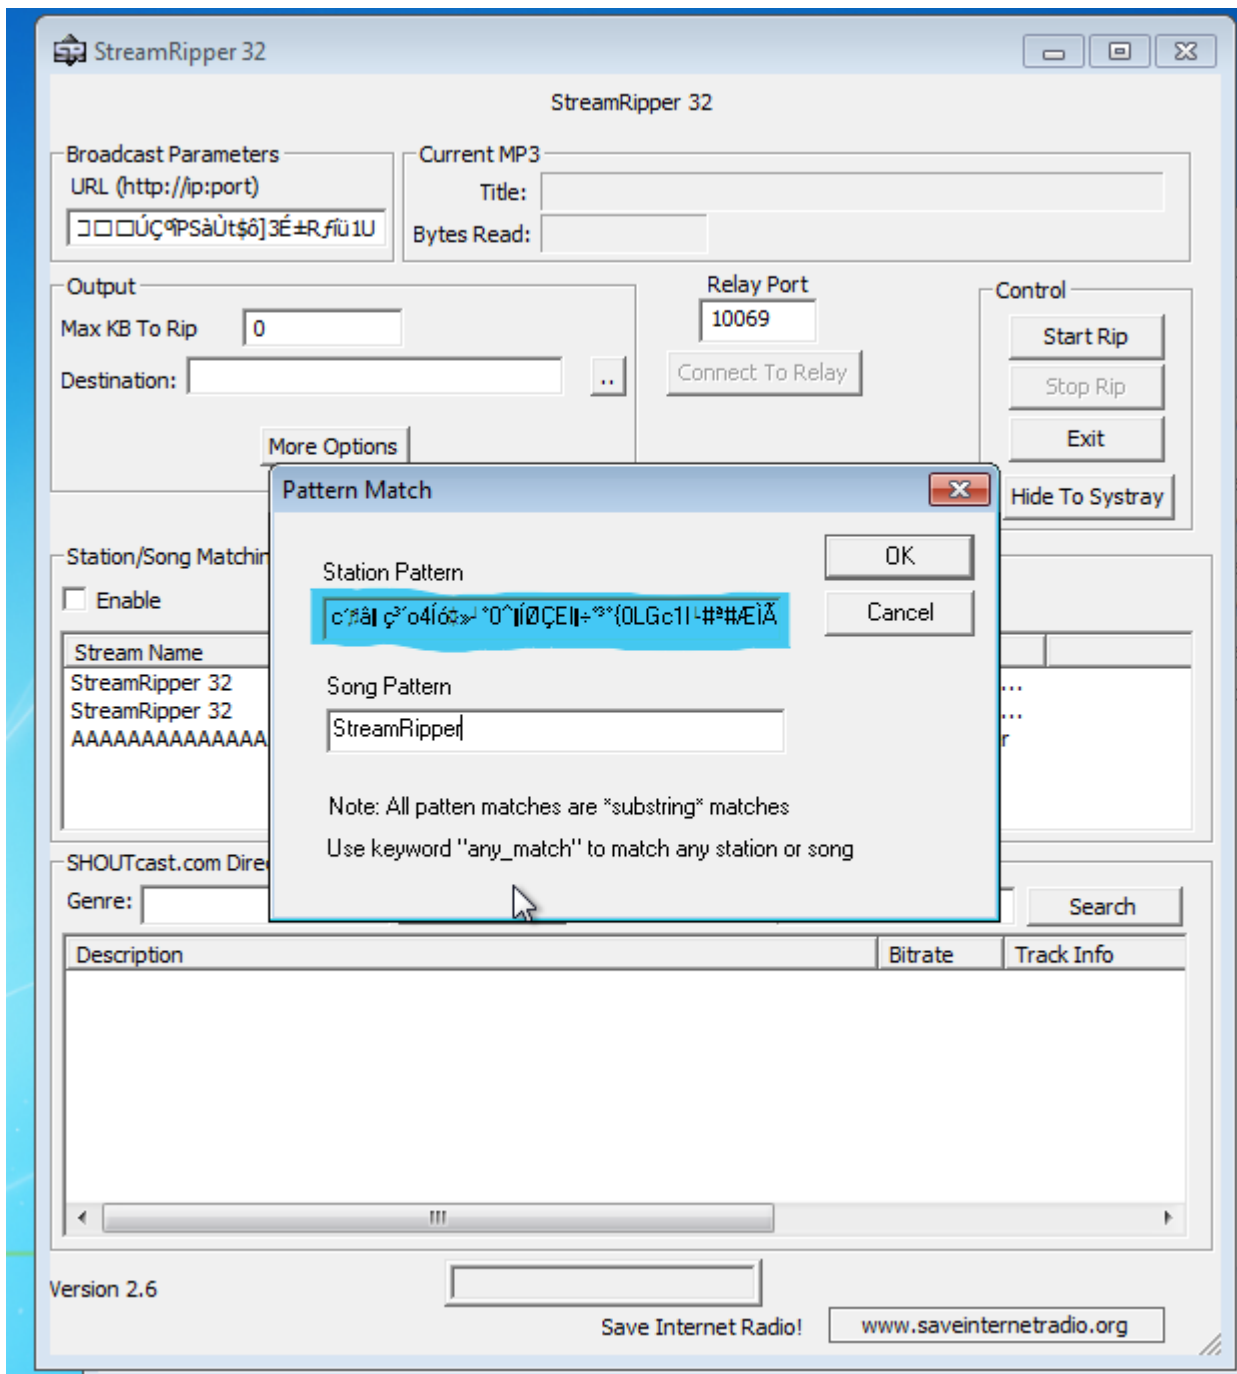 StreamRipper 32
StreamRipper 32
Broadcast Parameters
URL (http://ip:port)
Current MP3
Title:
Bytes Read:
Output
Max KB To Rip 0
Destination: ..
More Options
Relay Port
10069
Connect To Relay
Control
Start Rip
Stop Rip
Exit
Hide To Systray
Pattern Match
Station Pattern
OK
Cancel
Song Pattern
StreamRipper
Note: All patten matches are *substring* matches
Use keyword "any_match" to match any station or song
Station/Song Matchin
Enable
Stream Name
StreamRipper 32 ...
StreamRipper 32 ...
AAAAAAAAAAAAAA r
SHOUTcast.com Dire
Genre:
Search
Description Bitrate Track Info
Version 2.6
Save Internet Radio! www.saveinternetradio.org